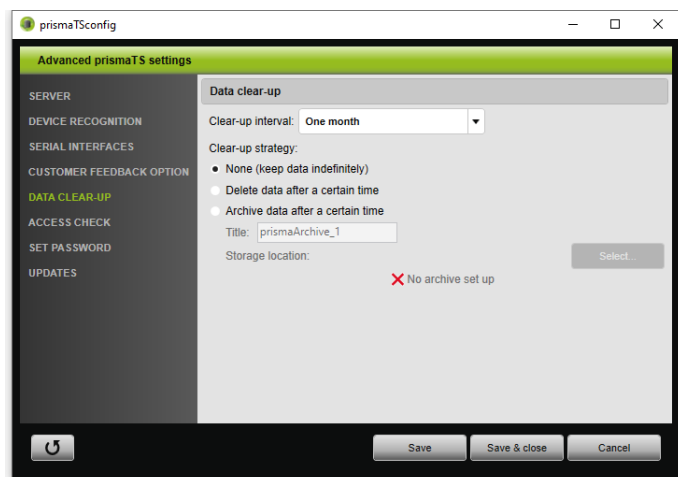 prismaTSconfig
Advanced prismaTS settings
SERVER
DEVICE RECOGNITION
SERIAL INTERFACES
CUSTOMER FEEDBACK OPTION
DATA CLEAR-UP
ACCESS CHECK
SET PASSWORD
UPDATES
Data clear-up
Clear-up interval: One month
Clear-up strategy:
None (keep data indefinitely)
Delete data after a certain time
Archive data after a certain time
Title: prismaArchive_1
Storage location: Select...
No archive set up
Save Save & close Cancel